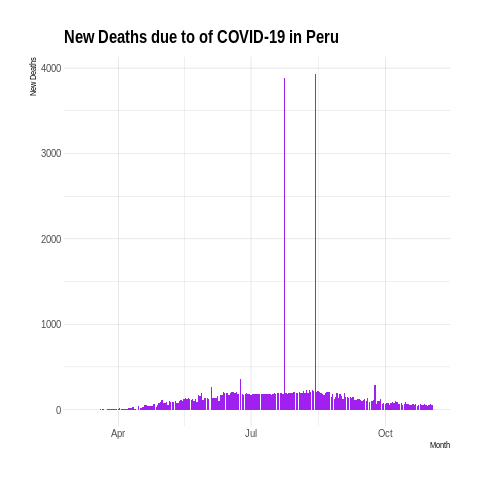 New Deaths due to of COVID-19 in Peru
New Deaths
4000
3000
2000
1000
0
Apr
Jul
Oct
Month